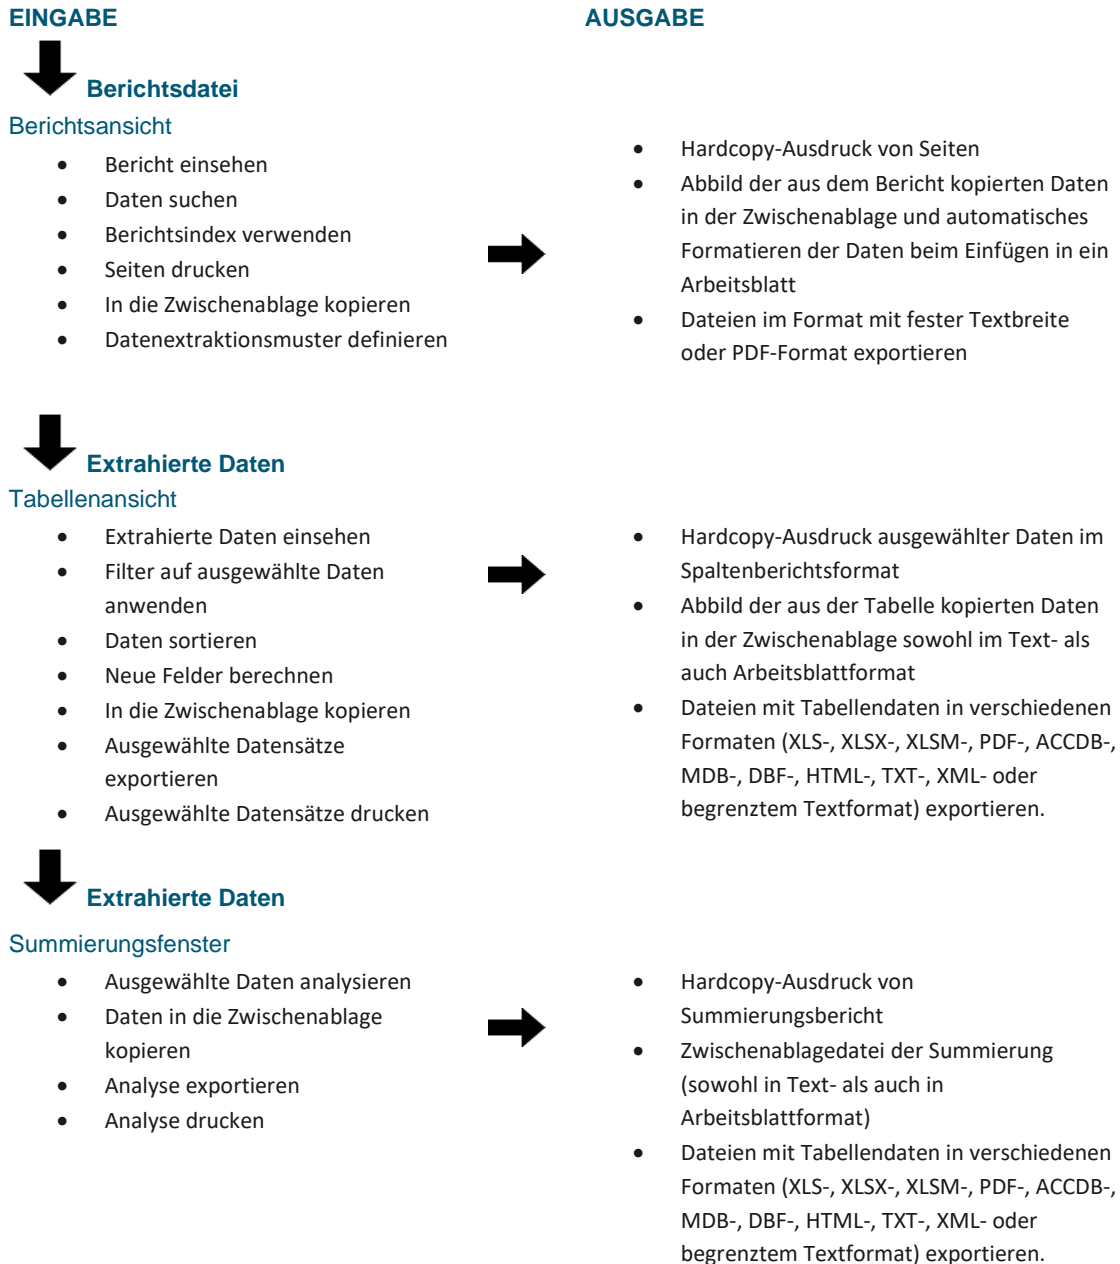 EINGABE
AUSGABE
Berichtsdatei
Berichtsansicht
• Bericht einsehen
• Daten suchen
• Berichtsindex verwenden
• Seiten drucken
• In die Zwischenablage kopieren
• Datenextraktionsmuster definieren
• Hardcopy-Ausdruck von Seiten
• Abbild der aus dem Bericht kopierten Daten
in der Zwischenablage und automatisches
Formatieren der Daten beim Einfügen in ein
Arbeitsblatt
• Dateien im Format mit fester Textbreite
oder PDF-Format exportieren
Extrahierte Daten
Tabellenansicht
• Extrahierte Daten einsehen
• Filter auf ausgewählte Daten
anwenden
• Daten sortieren
• Neue Felder berechnen
• In die Zwischenablage kopieren
• Ausgewählte Datensätze
exportieren
• Ausgewählte Datensätze drucken
• Hardcopy-Ausdruck ausgewählter Daten im
Spaltenberichtsformat
• Abbild der aus der Tabelle kopierten Daten
in der Zwischenablage sowohl im Text- als
auch Arbeitsblattformat
• Dateien mit Tabellendaten in verschiedenen
Formaten (XLS-, XLSX-, XLSM-, PDF-, ACCDB-,
MDB-, DBF-, HTML-, TXT-, XML- oder
begrenztem Textformat) exportieren.
Extrahierte Daten
Summierungsfenster
• Ausgewählte Daten analysieren
• Daten in die Zwischenablage
kopieren
• Analyse exportieren
• Analyse drucken
• Hardcopy-Ausdruck von
Summierungsbericht
• Zwischenablagedatei der Summierung
(sowohl in Text- als auch in
Arbeitsblattformat)
• Dateien mit Tabellendaten in verschiedenen
Formaten (XLS-, XLSX-, XLSM-, PDF-, ACCDB-,
MDB-, DBF-, HTML-, TXT-, XML- oder
begrenztem Textformat) exportieren.